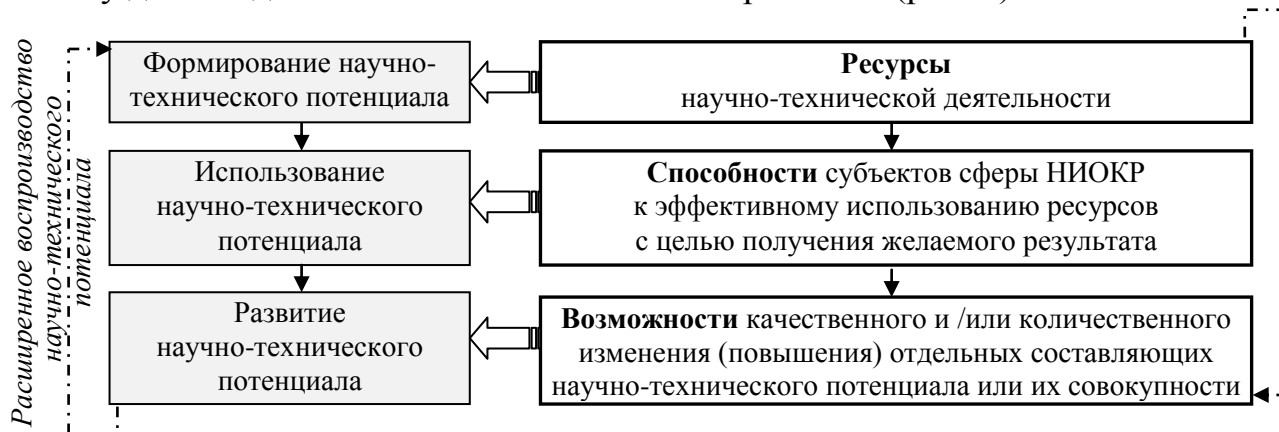 Расширенное воспроизводство
научно-технического
потенциала
Формирование научно-
технического потенциала
Ресурсы
научно-технической деятельности
Использование
научно-технического
потенциала
Способности субъектов сферы НИОКР
к эффективному использованию ресурсов
с целью получения желаемого результата
Развитие
научно-технического
потенциала
Возможности качественного и /или количественного
изменения (повышения) отдельных составляющих
научно-технического потенциала или их совокупности